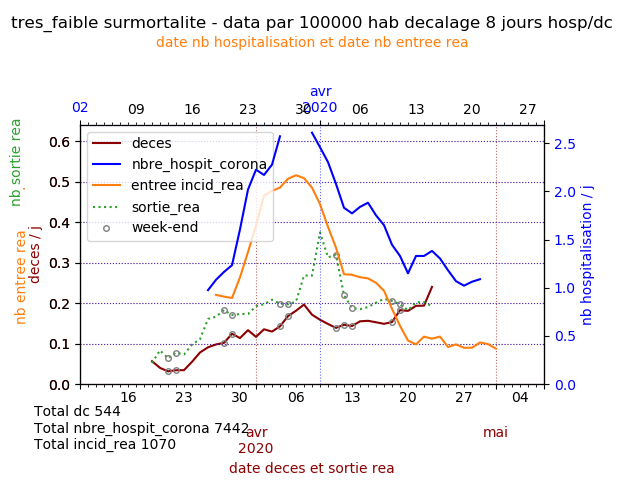 tres_faible surmortalite - data par 100000 hab decalage 8 jours hosp/dc
date nb hospitalisation et date nb entree rea
avr
2020
02 09 16 23 30 06 13 20 27
nb sortie rea
nb entree rea
deces / j
nb hospitalisation / j
0.6
0.5
0.4
0.3
0.2
0.1
0.0
2.5
2.0
1.5
1.0
0.5
0.0
deces
nbre_hospit_corona
entree incid_rea
sortie_rea
week-end
16 23 30 06 13 20 27 04
Total dc 544
Total nbre_hospit_corona 7442
Total incid_rea 1070
avr
2020
mai
date deces et sortie rea